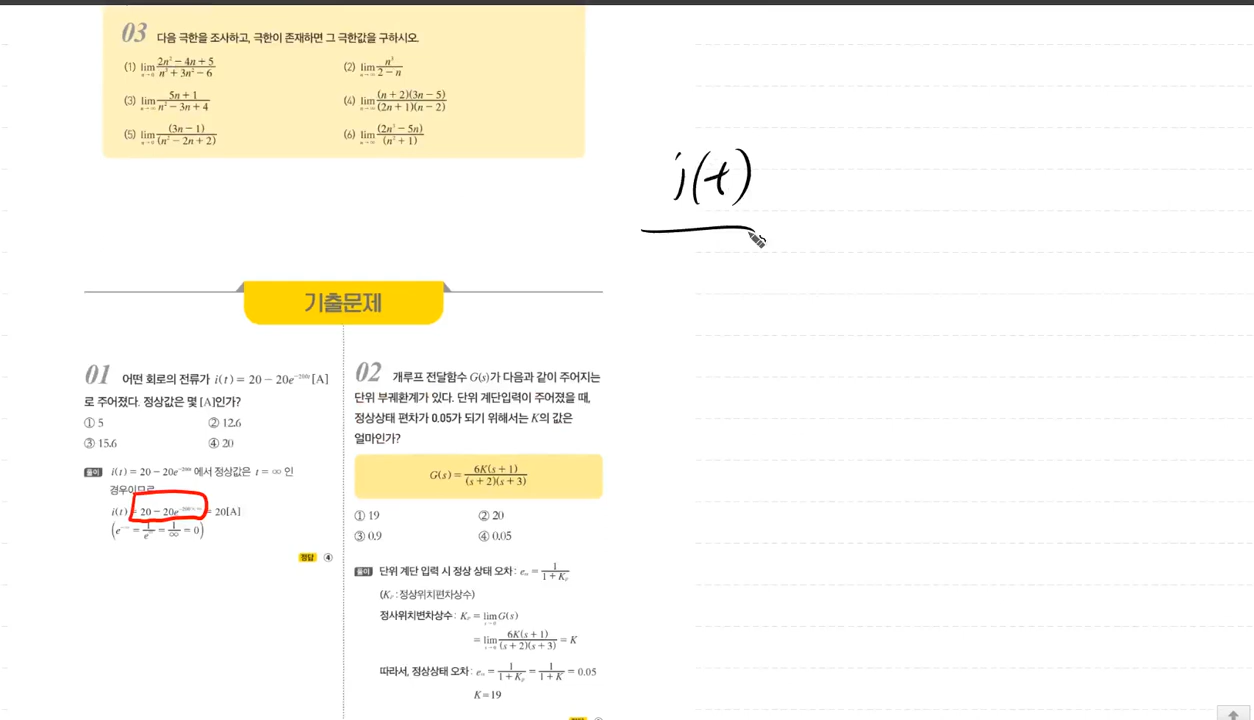 03 다음 극한을 조사하고, 극한이 존재하면 그 극한값을 구하시오.
(1) lim 2n² − 4n + 5 / n³ + 3n² − 6
(2) lim n³ / 2 − n
(3) lim 5n + 1 / n² − 3n + 4
(4) lim (n + 2)(3n − 5) / (2n + 1)(n − 2)
(5) lim (3n − 1) / (n² − 2n + 2)
(6) lim (2n³ − 5n) / (n² + 1)
i(t)
기출문제
01 어떤 회로의 전류가 i(t) = 20 − 20e⁻²⁰⁰ᵗ [A]
로 주어졌다. 정상값은 몇 [A]인가?
① 5 ② 12.6
③ 15.6 ④ 20
풀이 i(t) = 20 − 20e⁻²⁰⁰ᵗ 에서 정상값은 t = ∞ 인
경우이므로
i(t) = 20 − 20e = 20[A]
(e = 1/e = 1/∞ = 0)
정답 ④
02 개루프 전달함수 G(s)가 다음과 같이 주어지는
단위 부궤환계가 있다. 단위 계단입력이 주어졌을 때,
정상상태 편차가 0.05가 되기 위해서는 K의 값은
얼마인가?
G(s) = 6K(s + 1) / (s + 2)(s + 3)
① 19 ② 20
③ 0.9 ④ 0.05
풀이 단위 계단 입력 시 정상 상태 오차 : eₛₛ = 1 / 1 + Kₚ
(Kₚ : 정상위치편차상수)
정사위치변차상수 : Kₚ = lim G(s)
= lim 6K(s + 1) / (s + 2)(s + 3) = K
따라서, 정상상태 오차 : eₛₛ = 1 / 1 + Kₚ = 1 / 1 + K = 0.05
K = 19